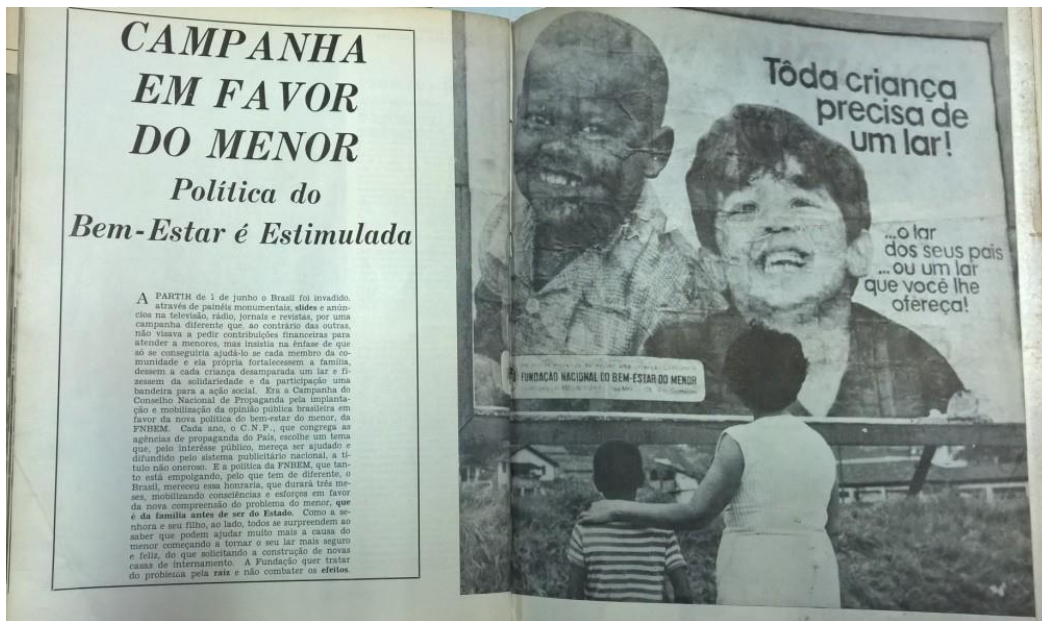 CAMPANHA
EM FAVOR
DO MENOR
Política do
Bem-Estar é Estimulada
A PARTIR de 1 de junho o Brasil foi invadido,
através de painéis monumentais, slides e anún-
cios na televisão, rádio, jornais e revistas, por uma
campanha diferente que, ao contrário das outras,
não visava a pedir contribuições financeiras para
atender a menores, mas insistia na ênfase de que
só se conseguiria ajudá-lo se cada membro da co-
munidade e ela própria fortalecessem a família,
dessem a cada criança desamparada um lar e fi-
zessem da solidariedade e da participação uma
bandeira para a ação social. Era a Campanha do
Conselho Nacional de Propaganda pela implanta-
ção e mobilização da opinião pública brasileira em
favor da nova política do bem-estar do menor, da
FNBEM. Cada ano, o C.N.P., que congrega as
agências de propaganda do País, escolhe um tema
que, pelo interêsse público, mereça ser ajudado e
difundido pelo sistema publicitário nacional, a tí-
tulo não oneroso. E a política da FNBEM, que tan-
to está empolgando, pelo que tem de diferente, o
Brasil, mereceu essa honraria, que durará três me-
ses, mobilizando consciências e esforços em favor
da nova compreensão do problema do menor, que
é da família antes de ser do Estado. Como a se-
nhora e seu filho, ao lado, todos se surpreendem ao
saber que podem ajudar muito mais a causa do
menor começando a tornar o seu lar mais seguro
e feliz, do que solicitando a construção de novas
casas de internamento. A Fundação quer tratar
do problema pela raiz e não combater os efeitos.
Tôda criança
precisa de
um lar!
...o lar
dos seus pais
...ou um lar
que você lhe
ofereça!
FUNDAÇÃO NACIONAL DO BEM-ESTAR DO MENOR